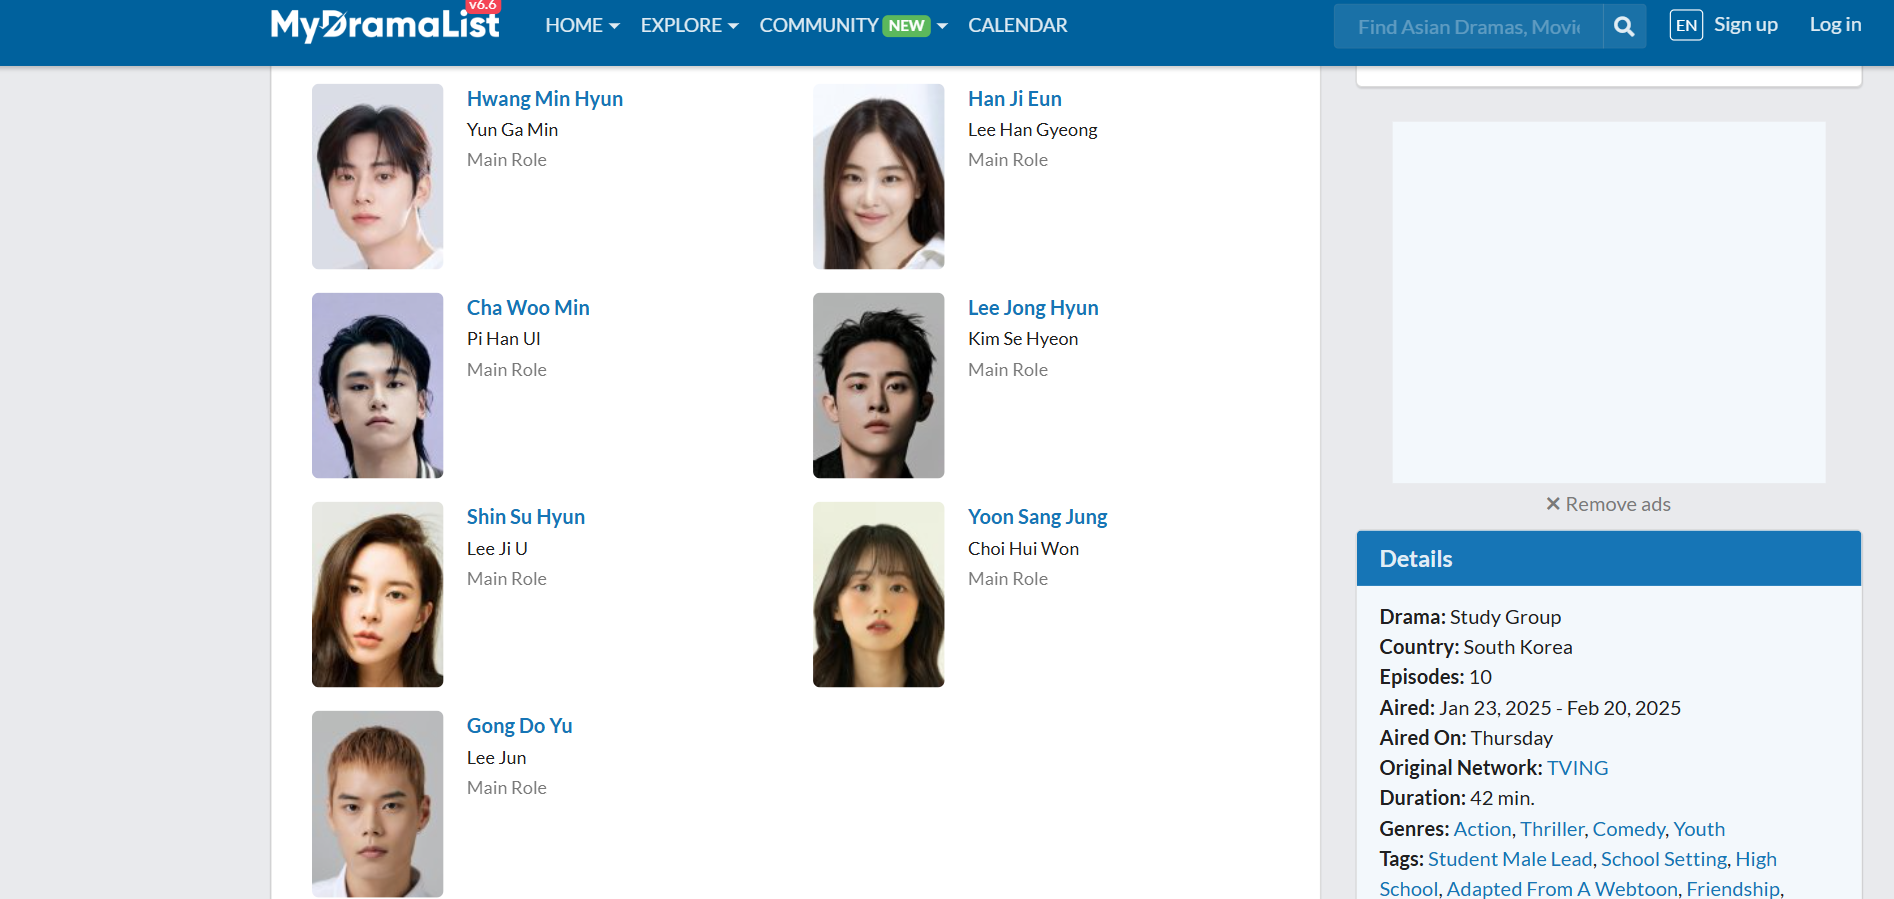 MyDramaList
v6.6
HOME
EXPLORE
COMMUNITY NEW
CALENDAR
Find Asian Dramas, Movi
EN
Sign up
Log in
Hwang Min Hyun
Yun Ga Min
Main Role
Han Ji Eun
Lee Han Gyeong
Main Role
Cha Woo Min
Pi Han Ul
Main Role
Lee Jong Hyun
Kim Se Hyeon
Main Role
Shin Su Hyun
Lee Ji U
Main Role
Yoon Sang Jung
Choi Hui Won
Main Role
Gong Do Yu
Lee Jun
Main Role
✕ Remove ads
Details
Drama: Study Group
Country: South Korea
Episodes: 10
Aired: Jan 23, 2025 - Feb 20, 2025
Aired On: Thursday
Original Network: TVING
Duration: 42 min.
Genres: Action, Thriller, Comedy, Youth
Tags: Student Male Lead, School Setting, High
School, Adapted From A Webtoon, Friendship,